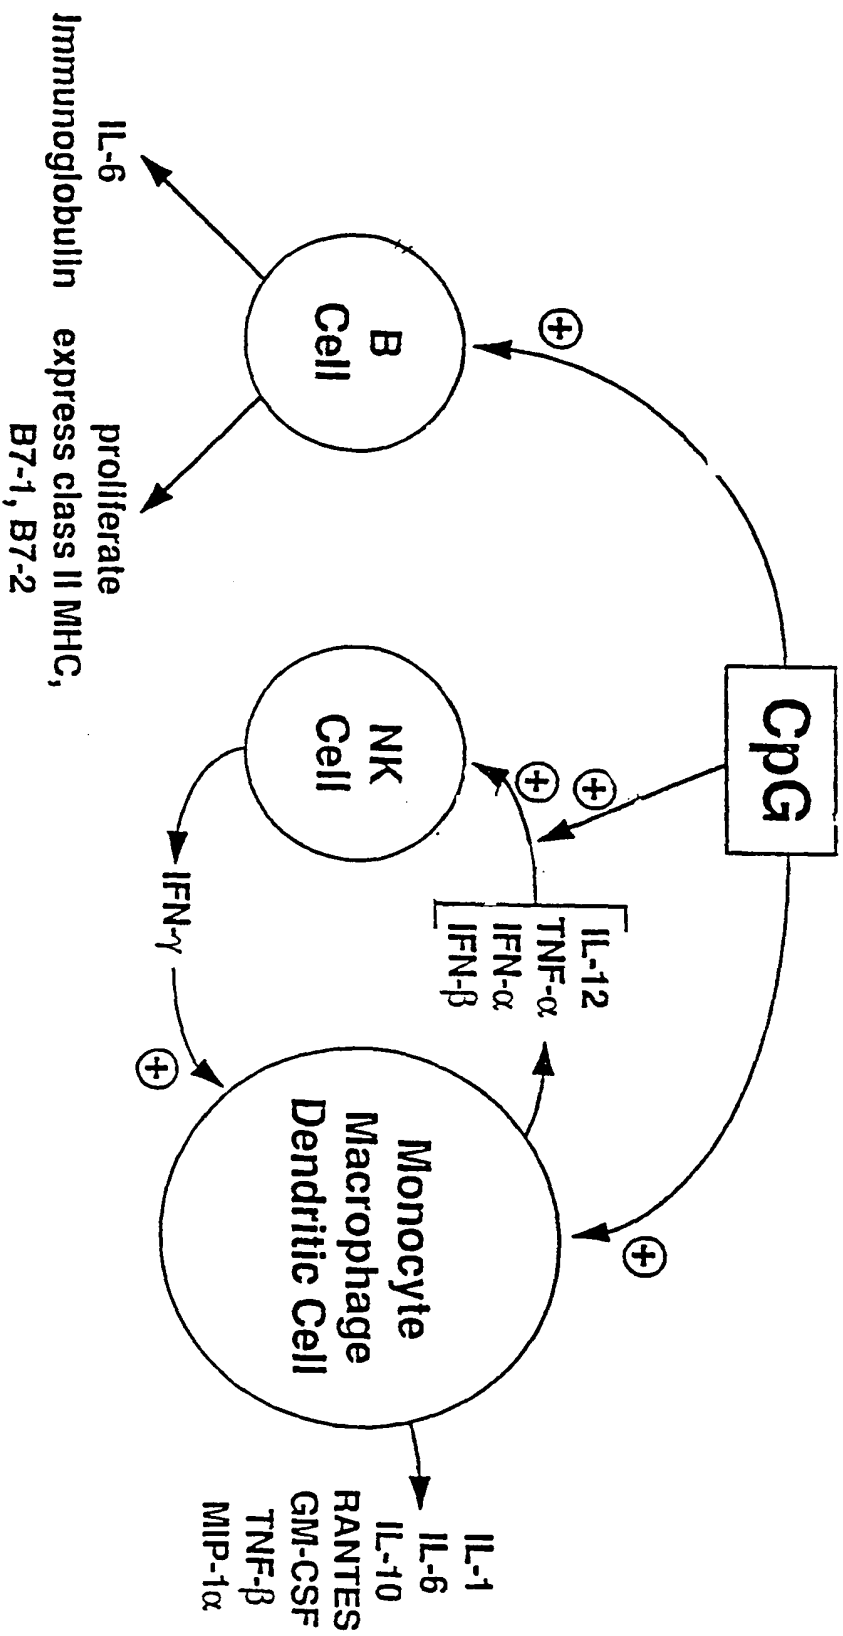 CpG
⊕
⊕
⊕
⊕
IL-12
TNF-α
IFN-α
IFN-β
B
Cell
NK
Cell
Monocyte
Macrophage
Dendritic Cell
IFN-γ
⊕
IL-6
Immunoglobulin
proliferate
express class II MHC,
B7-1, B7-2
IL-1
IL-6
IL-10
RANTES
GM-CSF
TNF-β
MIP-1α